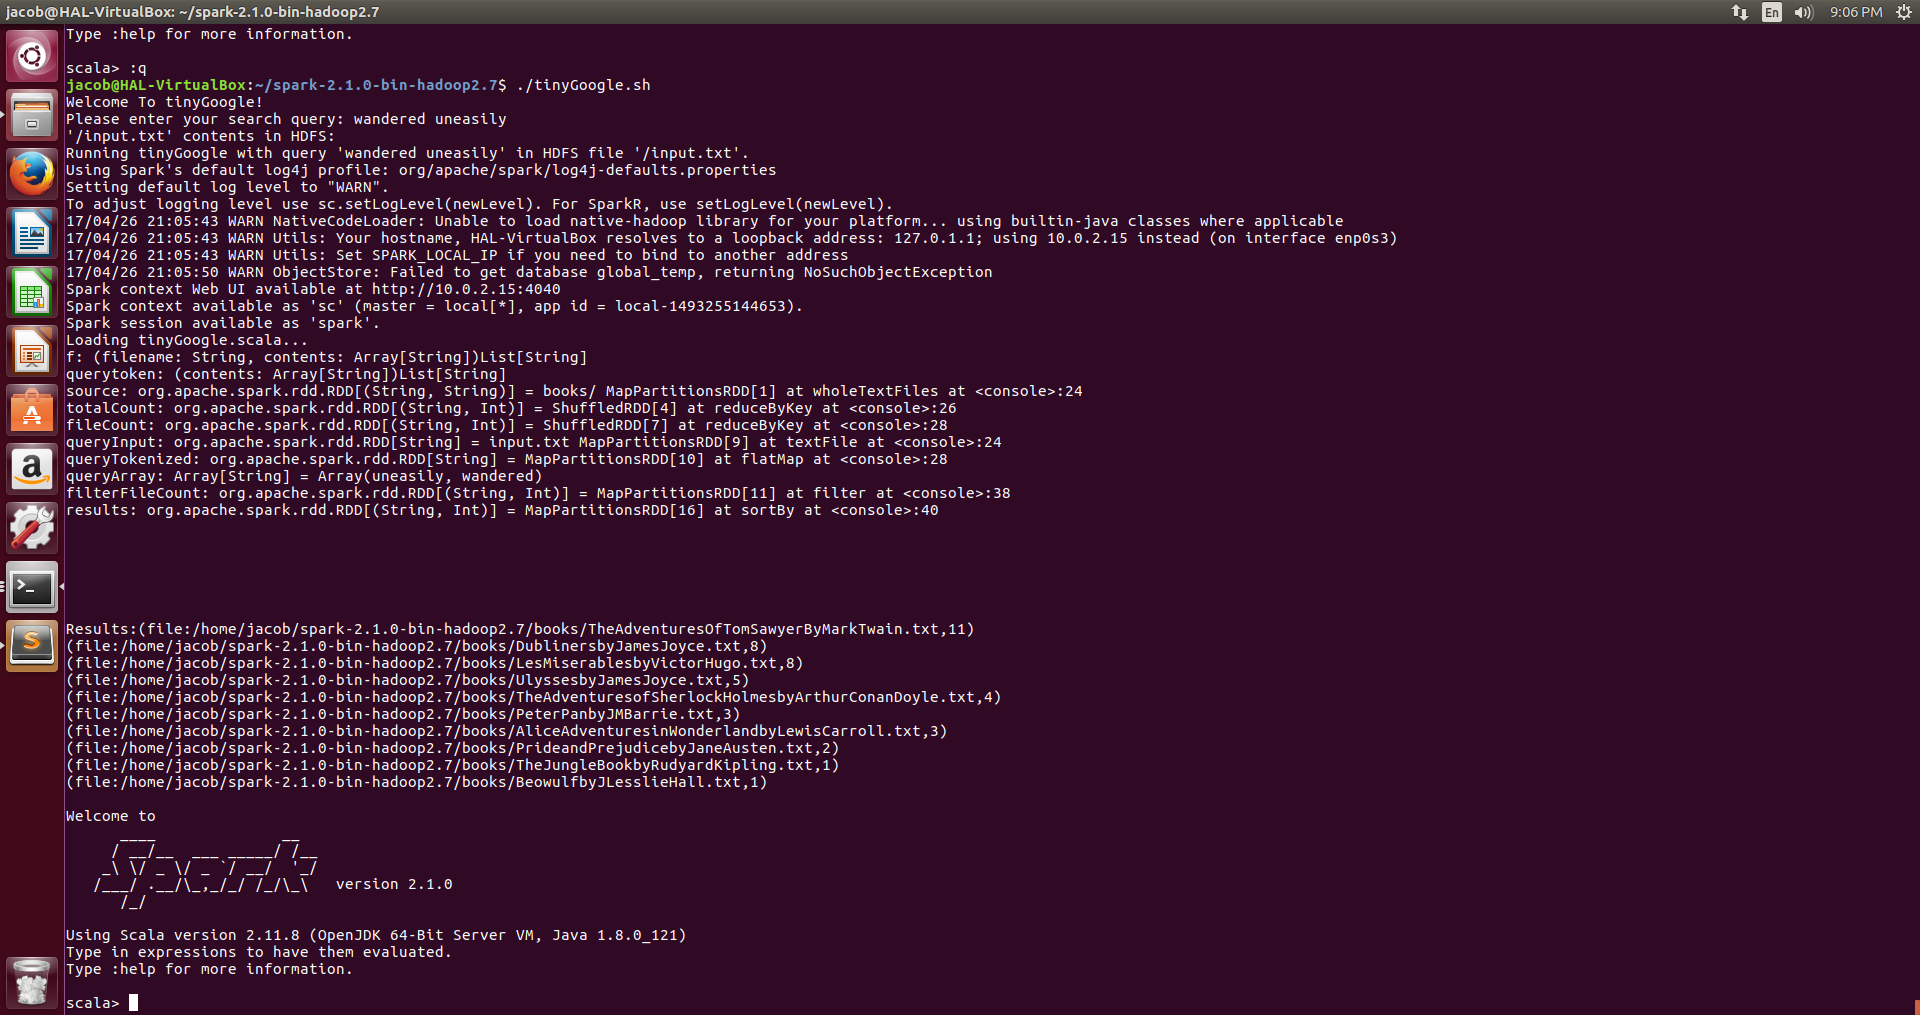 jacob@HAL-VirtualBox: ~/spark-2.1.0-bin-hadoop2.7
En
9:06 PM
Type :help for more information.
scala> :q
jacob@HAL-VirtualBox:~/spark-2.1.0-bin-hadoop2.7$ ./tinyGoogle.sh
Welcome To tinyGoogle!
Please enter your search query: wandered uneasily
'/input.txt' contents in HDFS:
Running tinyGoogle with query 'wandered uneasily' in HDFS file '/input.txt'.
Using Spark's default log4j profile: org/apache/spark/log4j-defaults.properties
Setting default log level to "WARN".
To adjust logging level use sc.setLogLevel(newLevel). For SparkR, use setLogLevel(newLevel).
17/04/26 21:05:43 WARN NativeCodeLoader: Unable to load native-hadoop library for your platform... using builtin-java classes where applicable
17/04/26 21:05:43 WARN Utils: Your hostname, HAL-VirtualBox resolves to a loopback address: 127.0.1.1; using 10.0.2.15 instead (on interface enp0s3)
17/04/26 21:05:43 WARN Utils: Set SPARK_LOCAL_IP if you need to bind to another address
17/04/26 21:05:50 WARN ObjectStore: Failed to get database global_temp, returning NoSuchObjectException
Spark context Web UI available at http://10.0.2.15:4040
Spark context available as 'sc' (master = local[*], app id = local-1493255144653).
Spark session available as 'spark'.
Loading tinyGoogle.scala...
f: (filename: String, contents: Array[String])List[String]
querytoken: (contents: Array[String])List[String]
source: org.apache.spark.rdd.RDD[(String, String)] = books/ MapPartitionsRDD[1] at wholeTextFiles at <console>:24
totalCount: org.apache.spark.rdd.RDD[(String, Int)] = ShuffledRDD[4] at reduceByKey at <console>:26
fileCount: org.apache.spark.rdd.RDD[(String, Int)] = ShuffledRDD[7] at reduceByKey at <console>:28
queryInput: org.apache.spark.rdd.RDD[String] = input.txt MapPartitionsRDD[9] at textFile at <console>:24
queryTokenized: org.apache.spark.rdd.RDD[String] = MapPartitionsRDD[10] at flatMap at <console>:28
queryArray: Array[String] = Array(uneasily, wandered)
filterFileCount: org.apache.spark.rdd.RDD[(String, Int)] = MapPartitionsRDD[11] at filter at <console>:38
results: org.apache.spark.rdd.RDD[(String, Int)] = MapPartitionsRDD[16] at sortBy at <console>:40
Results:(file:/home/jacob/spark-2.1.0-bin-hadoop2.7/books/TheAdventuresOfTomSawyerByMarkTwain.txt,11)
(file:/home/jacob/spark-2.1.0-bin-hadoop2.7/books/DublinersbyJamesJoyce.txt,8)
(file:/home/jacob/spark-2.1.0-bin-hadoop2.7/books/LesMiserablesbyVictorHugo.txt,8)
(file:/home/jacob/spark-2.1.0-bin-hadoop2.7/books/UlyssesbyJamesJoyce.txt,5)
(file:/home/jacob/spark-2.1.0-bin-hadoop2.7/books/TheAdventuresofSherlockHolmesbyArthurConanDoyle.txt,4)
(file:/home/jacob/spark-2.1.0-bin-hadoop2.7/books/PeterPanbyJMBarrie.txt,3)
(file:/home/jacob/spark-2.1.0-bin-hadoop2.7/books/AliceAdventuresinWonderlandbyLewisCarroll.txt,3)
(file:/home/jacob/spark-2.1.0-bin-hadoop2.7/books/PrideandPrejudicebyJaneAusten.txt,2)
(file:/home/jacob/spark-2.1.0-bin-hadoop2.7/books/TheJungleBookbyRudyardKipling.txt,1)
(file:/home/jacob/spark-2.1.0-bin-hadoop2.7/books/BeowulfbyJLesslieHall.txt,1)
Welcome to
Spark version 2.1.0
Using Scala version 2.11.8 (OpenJDK 64-Bit Server VM, Java 1.8.0_121)
Type in expressions to have them evaluated.
Type :help for more information.
scala>